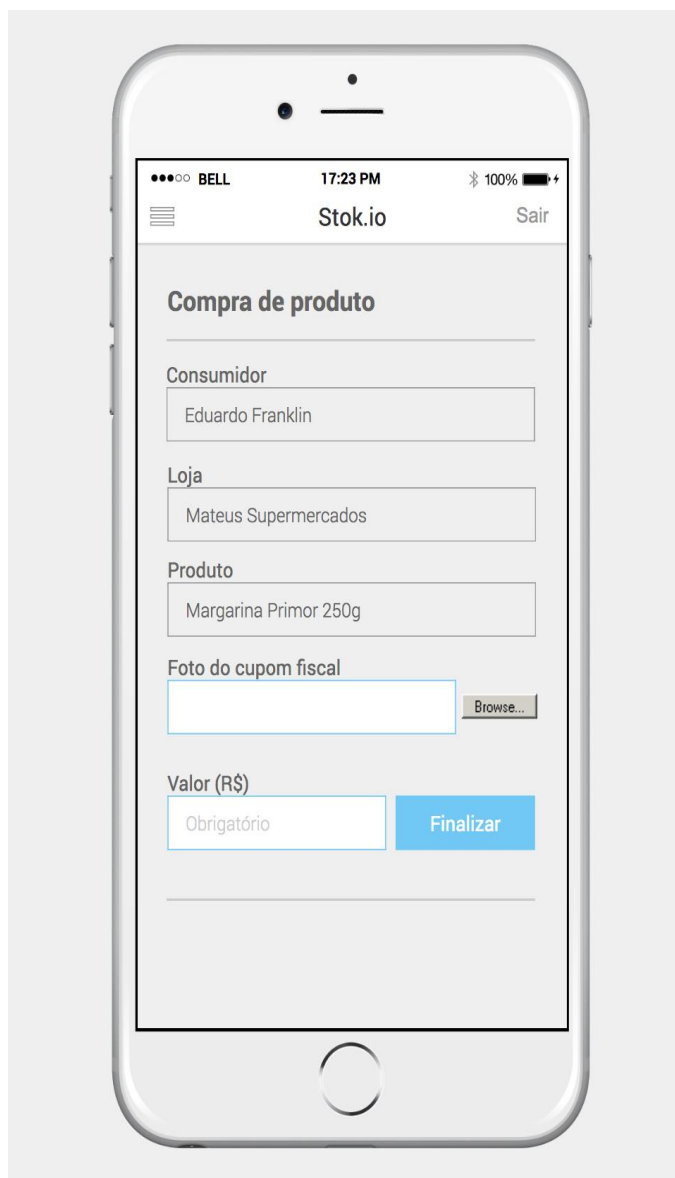 BELL 17:23 PM 100%
Stok.io Sair
Compra de produto
Consumidor
Eduardo Franklin
Loja
Mateus Supermercados
Produto
Margarina Primor 250g
Foto do cupom fiscal
Browse...
Valor (R$)
Obrigatório Finalizar